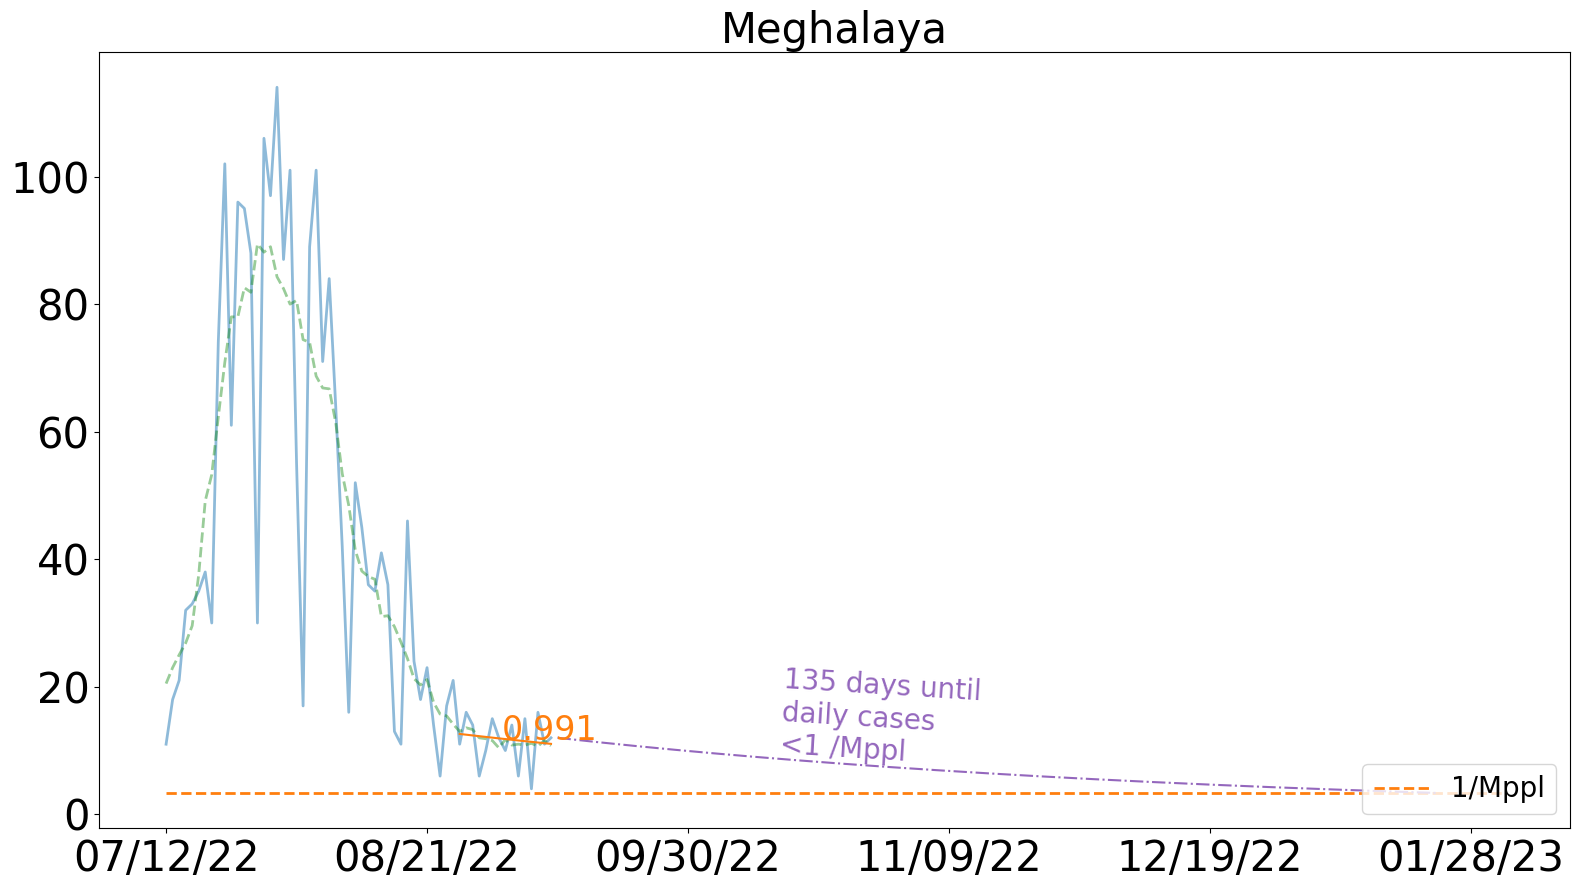 Meghalaya
100
80
60
40
20
0
0.991
135 days until
daily cases
<1 /Mppl
1/Mppl
07/12/22
08/21/22
09/30/22
11/09/22
12/19/22
01/28/23